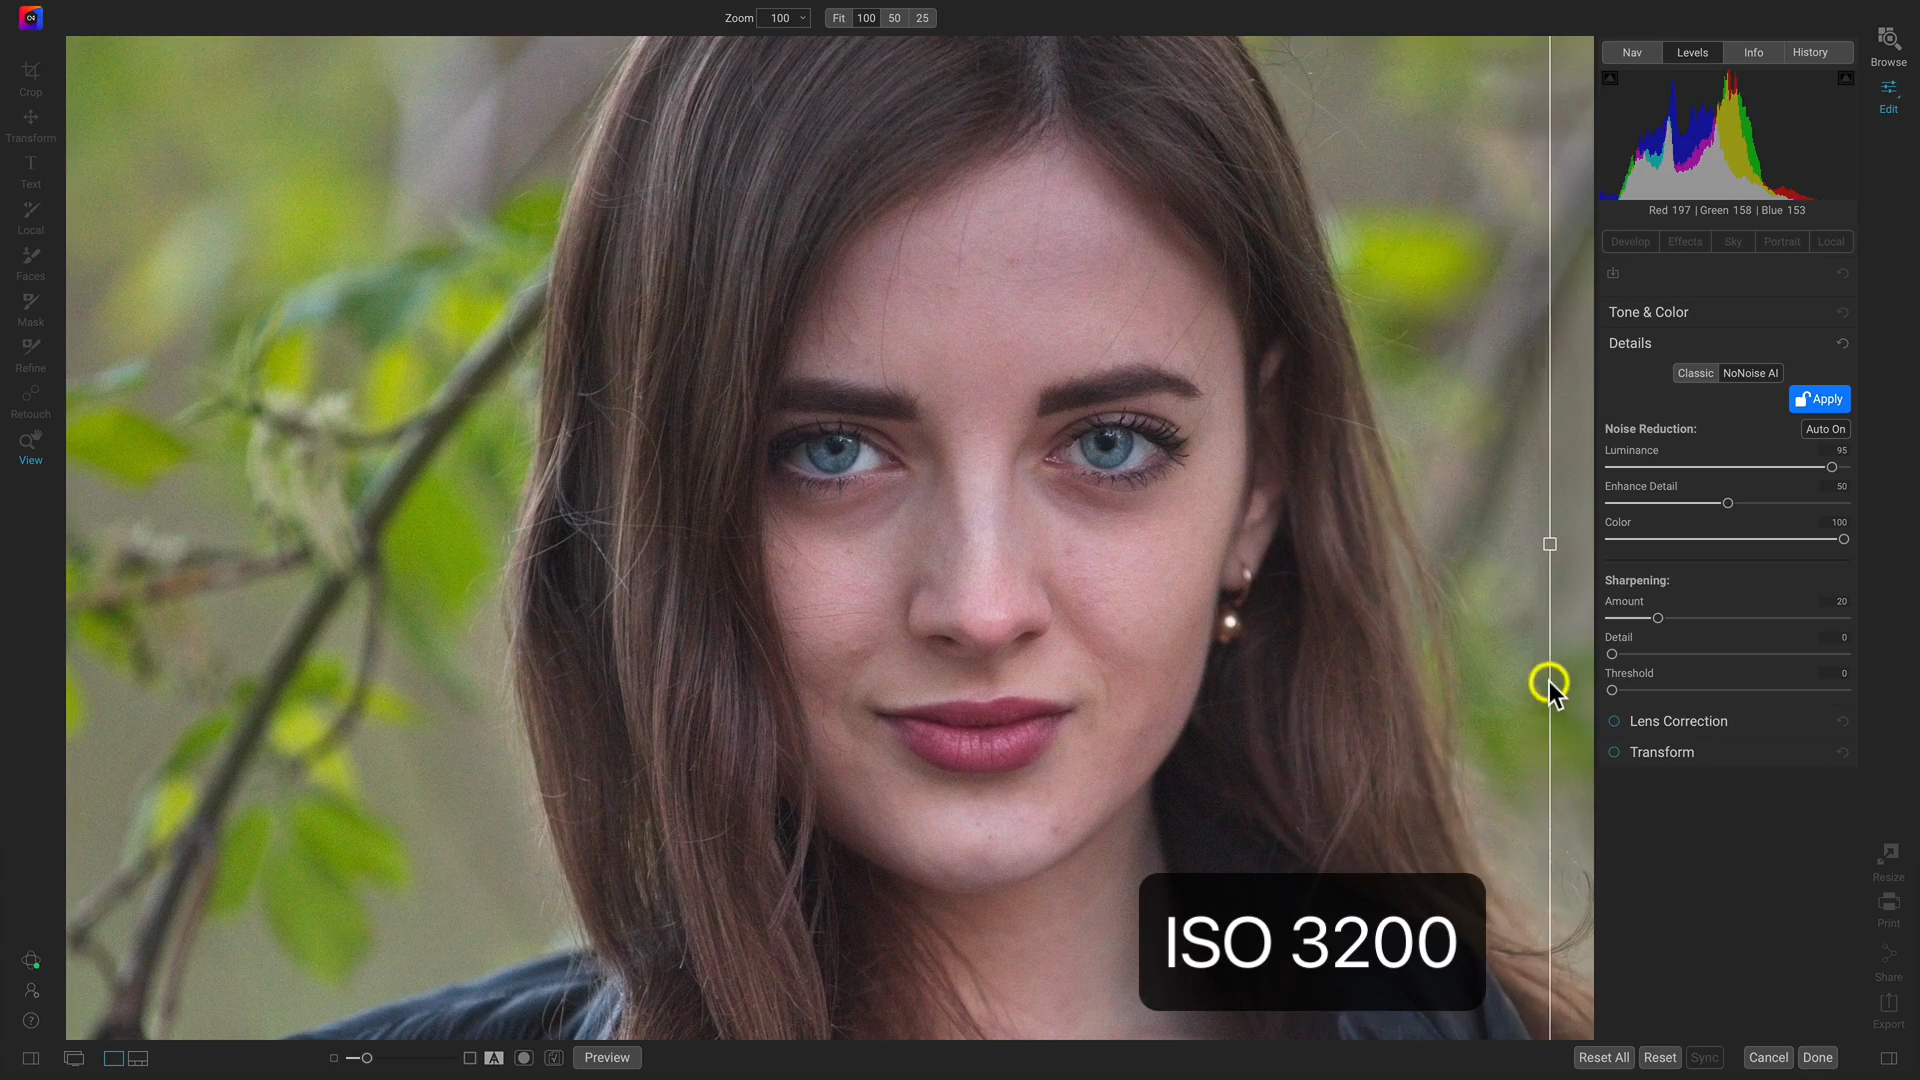 Zoom 100 Fit 100 50 25
Crop
Transform
Text
Local
Faces
Mask
Refine
Retouch
View
ISO 3200
Preview
Nav Levels Info History
Red 197 | Green 158 | Blue 153
Develop Effects Sky Portrait Local
Tone & Color
Details
Classic NoNoise AI
Apply
Noise Reduction: Auto On
Luminance 95
Enhance Detail 50
Color 100
Sharpening:
Amount 20
Detail 0
Threshold 0
Lens Correction
Transform
Reset All Reset Sync Cancel Done
Browse
Edit
Resize
Print
Share
Export